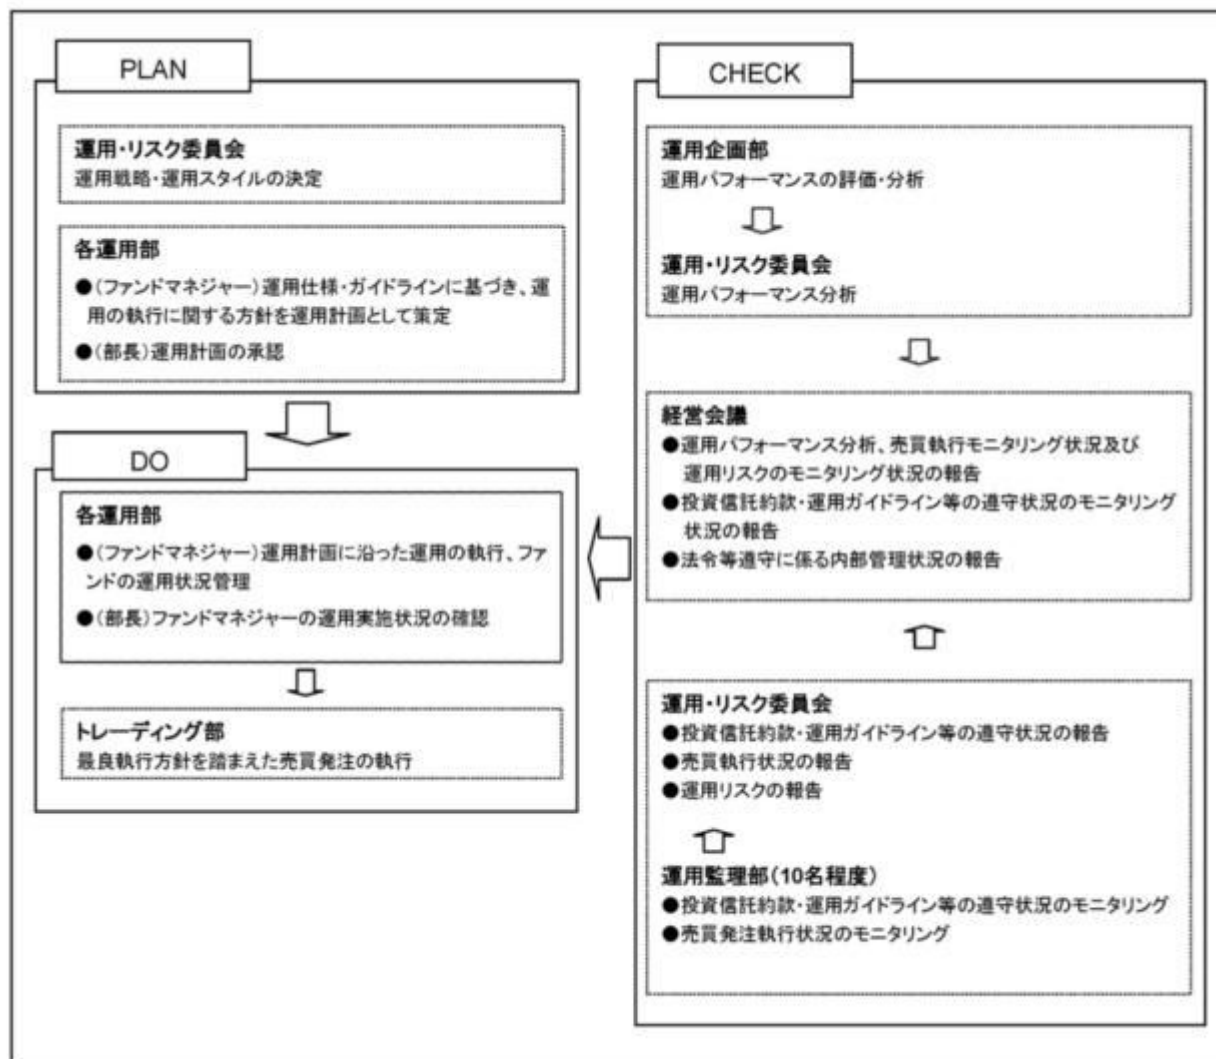 PLAN
運用・リスク委員会
運用戦略・運用スタイルの決定
各運用部
●(ファンドマネジャー)運用仕様・ガイドラインに基づき、運
用の執行に関する方針を運用計画として策定
●(部長)運用計画の承認
DO
各運用部
●(ファンドマネジャー)運用計画に沿った運用の執行、ファ
ンドの運用状況管理
●(部長)ファンドマネジャーの運用実施状況の確認
トレーディング部
最良執行方針を踏まえた売買発注の執行
CHECK
運用企画部
運用パフォーマンスの評価・分析
運用・リスク委員会
運用パフォーマンス分析
経営会議
●運用パフォーマンス分析、売買執行モニタリング状況及び
運用リスクのモニタリング状況の報告
●投資信託約款・運用ガイドライン等の遵守状況のモニタリング
状況の報告
●法令等遵守に係る内部管理状況の報告
運用・リスク委員会
●投資信託約款・運用ガイドライン等の遵守状況の報告
●売買執行状況の報告
●運用リスクの報告
運用監理部(10名程度)
●投資信託約款・運用ガイドライン等の遵守状況のモニタリング
●売買発注執行状況のモニタリング